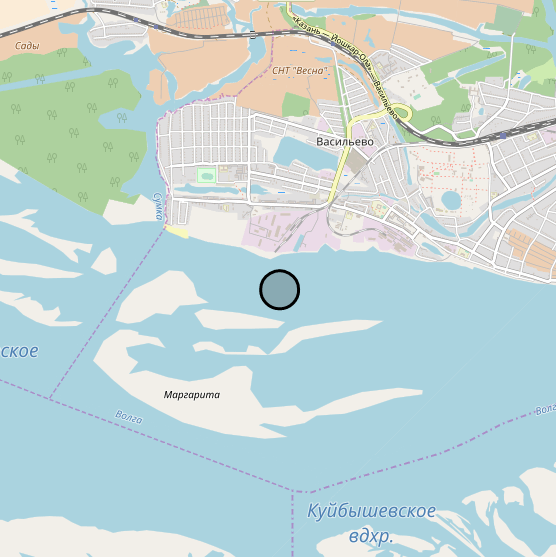 «Казань — Йошкар-Ола» — Васильево
Сады
СНТ "Весна"
Васильево
Сумка
ское
Маргарита
Волга
Волга
Куйбышевское
вдхр.